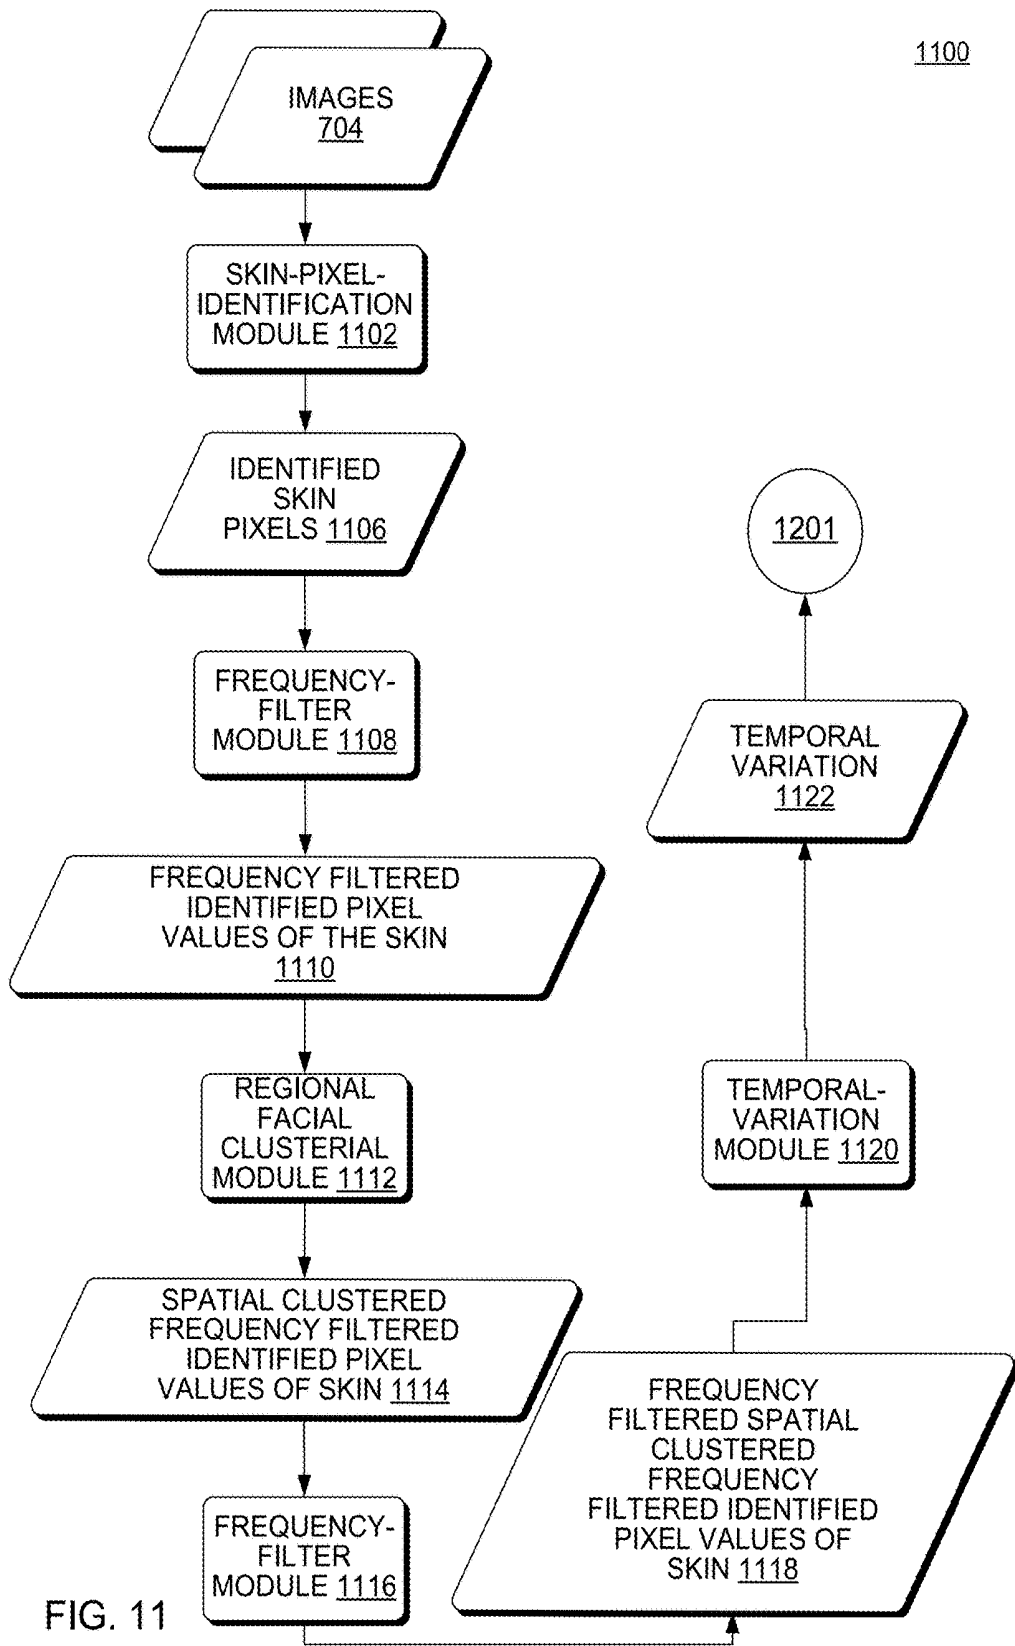 1100
IMAGES
704
SKIN-PIXEL-
IDENTIFICATION
MODULE 1102
IDENTIFIED
SKIN
PIXELS 1106
FREQUENCY-
FILTER
MODULE 1108
FREQUENCY FILTERED
IDENTIFIED PIXEL
VALUES OF THE SKIN
1110
REGIONAL
FACIAL
CLUSTERIAL
MODULE 1112
SPATIAL CLUSTERED
FREQUENCY FILTERED
IDENTIFIED PIXEL
VALUES OF SKIN 1114
FREQUENCY-
FILTER
MODULE 1116
FREQUENCY
FILTERED SPATIAL
CLUSTERED
FREQUENCY
FILTERED IDENTIFIED
PIXEL VALUES OF
SKIN 1118
TEMPORAL-
VARIATION
MODULE 1120
TEMPORAL
VARIATION
1122
1201
FIG. 11